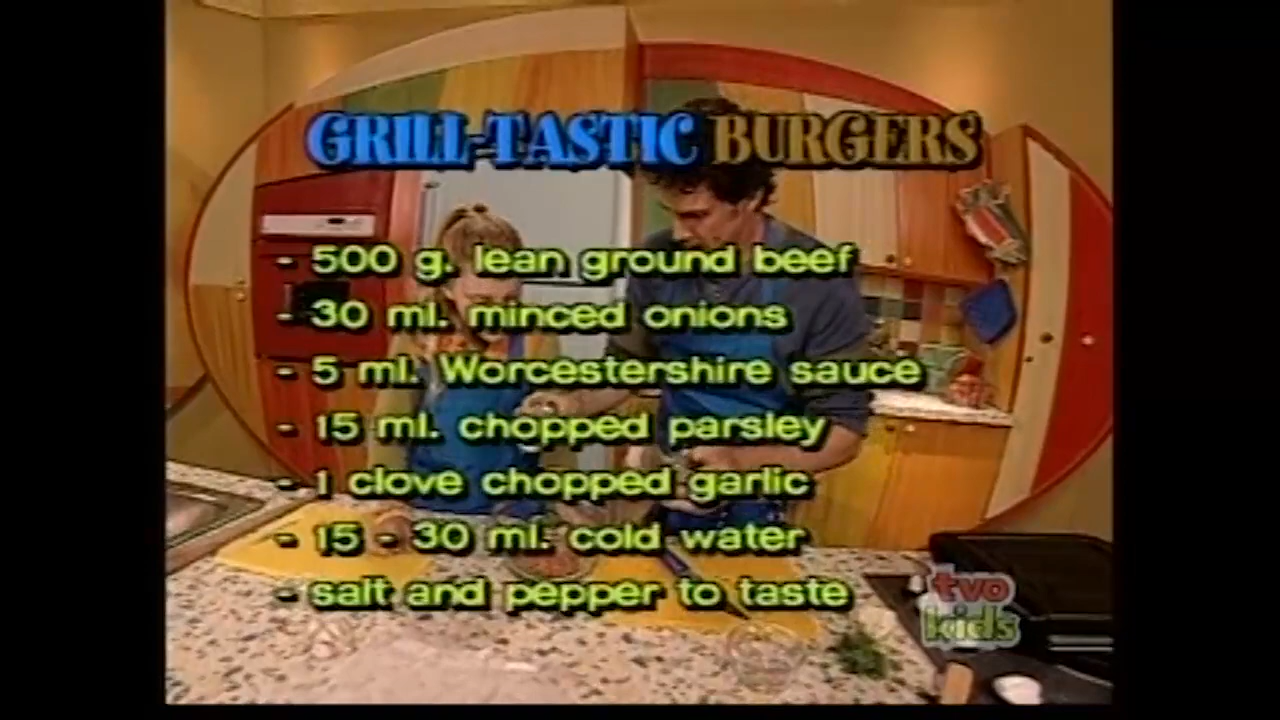 GRILL-TASTIC BURGERS
- 500 g. lean ground beef
- 30 ml. minced onions
- 5 ml. Worcestershire sauce
- 15 ml. chopped parsley
- 1 clove chopped garlic
- 15 - 30 ml. cold water
- salt and pepper to taste
tvo
kids